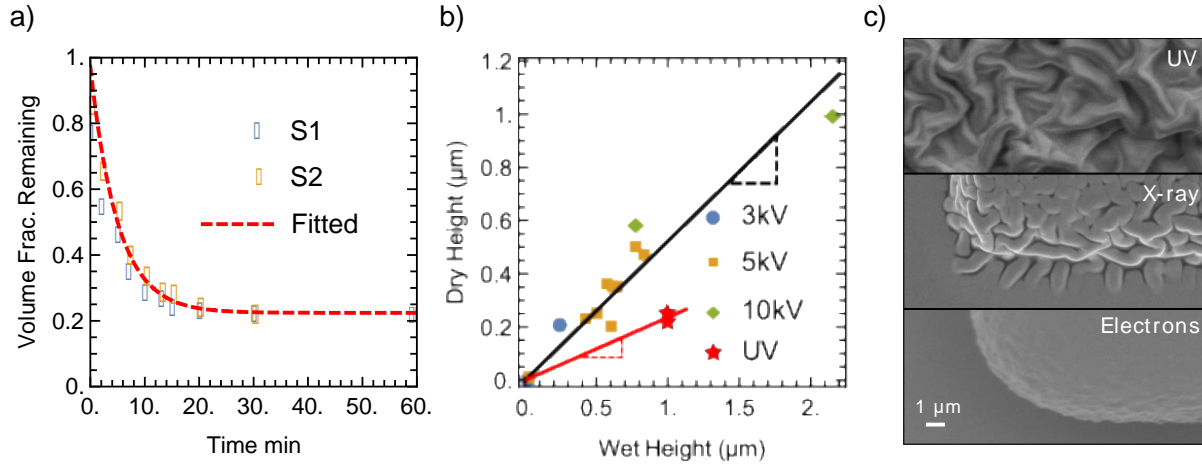 a)
Volume Frac. Remaining
1.
0.8
0.6
0.4
0.2
0.
0.
10.
20.
30.
40.
50.
60.
Time min
S1
S2
Fitted
b)
Dry Height (μm)
1.2
1.
0.8
0.6
0.4
0.2
0.
0.
0.5
1.
1.5
2.
Wet Height (μm)
3kV
5kV
10kV
UV
c)
UV
X-ray
Electrons
1 μm